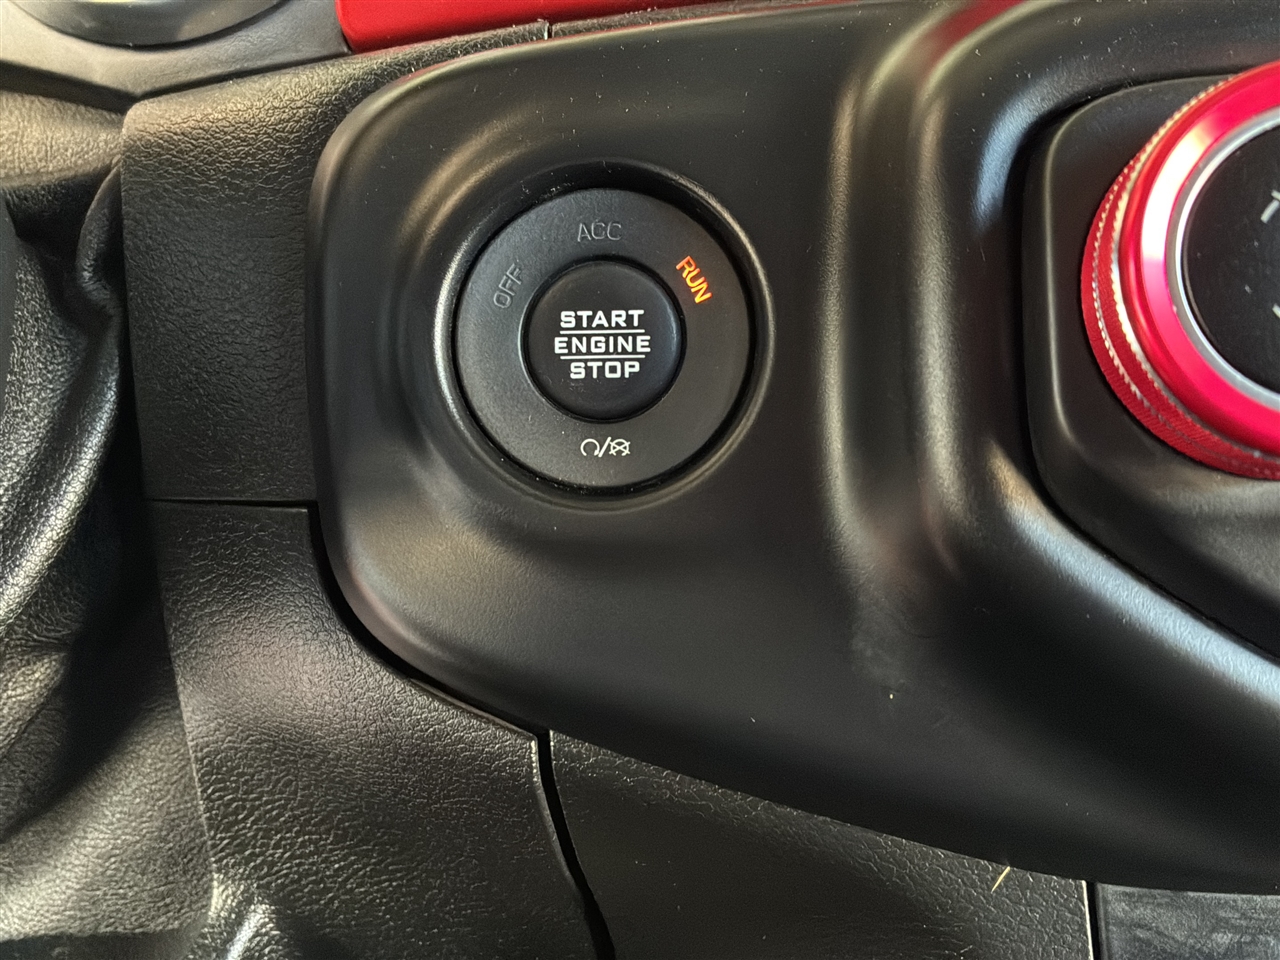 ACC
OFF
RUN
START
ENGINE
STOP